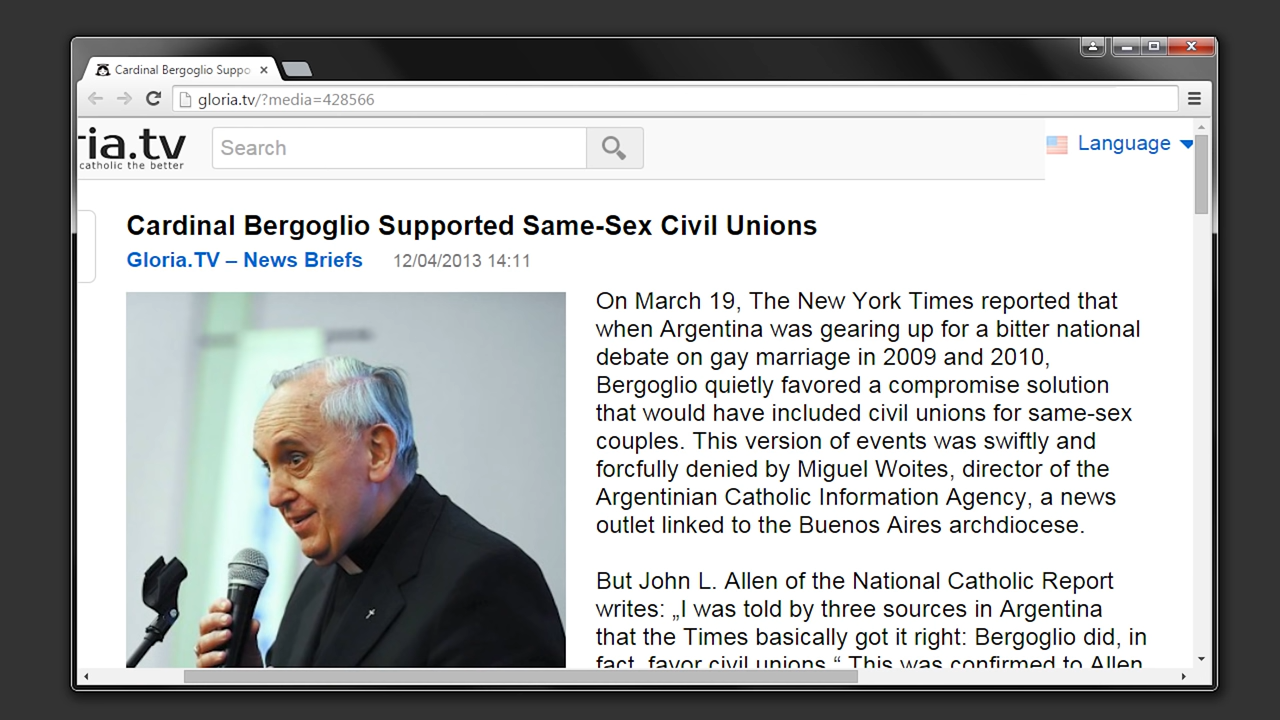 Cardinal Bergoglio Suppo
gloria.tv/?media=428566
ria.tv
catholic the better
Search
Language
Cardinal Bergoglio Supported Same-Sex Civil Unions
Gloria.TV – News Briefs 12/04/2013 14:11
On March 19, The New York Times reported that
when Argentina was gearing up for a bitter national
debate on gay marriage in 2009 and 2010,
Bergoglio quietly favored a compromise solution
that would have included civil unions for same-sex
couples. This version of events was swiftly and
forcfully denied by Miguel Woites, director of the
Argentinian Catholic Information Agency, a news
outlet linked to the Buenos Aires archdiocese.
But John L. Allen of the National Catholic Report
writes: „I was told by three sources in Argentina
that the Times basically got it right: Bergoglio did, in
fact, favor civil unions.“ This was confirmed to Allen